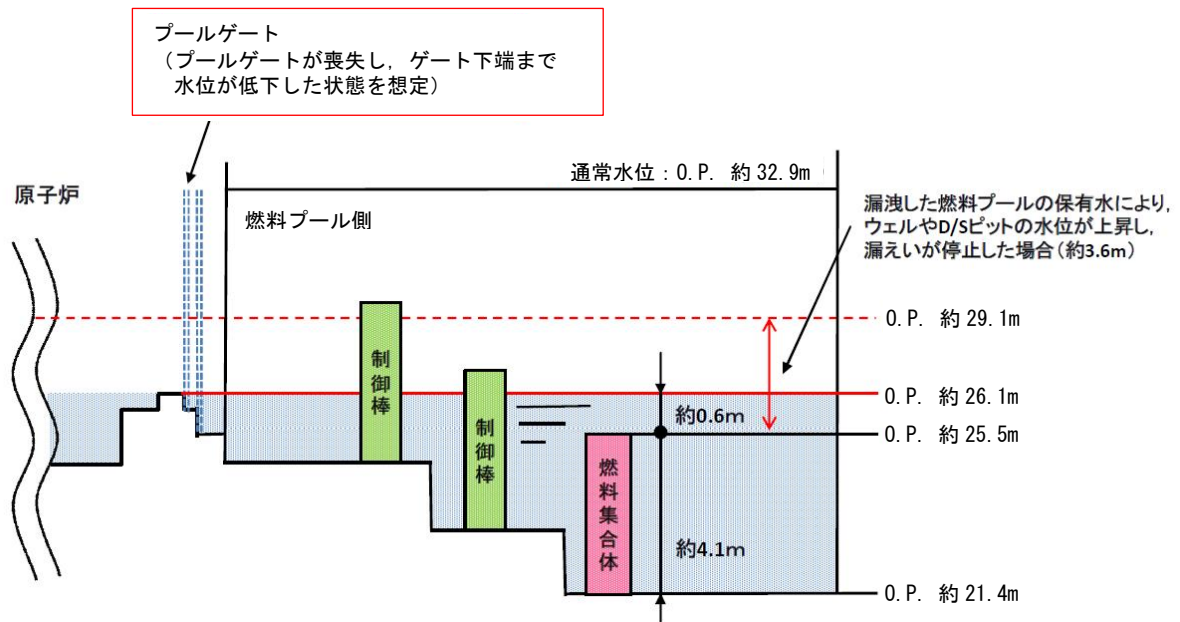 プールゲート
（プールゲートが喪失し，ゲート下端まで
水位が低下した状態を想定）
通常水位：O.P. 約 32.9m
原子炉
燃料プール側
漏洩した燃料プールの保有水により，
ウェルやD/Sピットの水位が上昇し，
漏えいが停止した場合（約3.6m）
O.P. 約 29.1m
制御棒
O.P. 約 26.1m
約0.6m
制御棒
O.P. 約 25.5m
燃料集合体
約4.1m
O.P. 約 21.4m